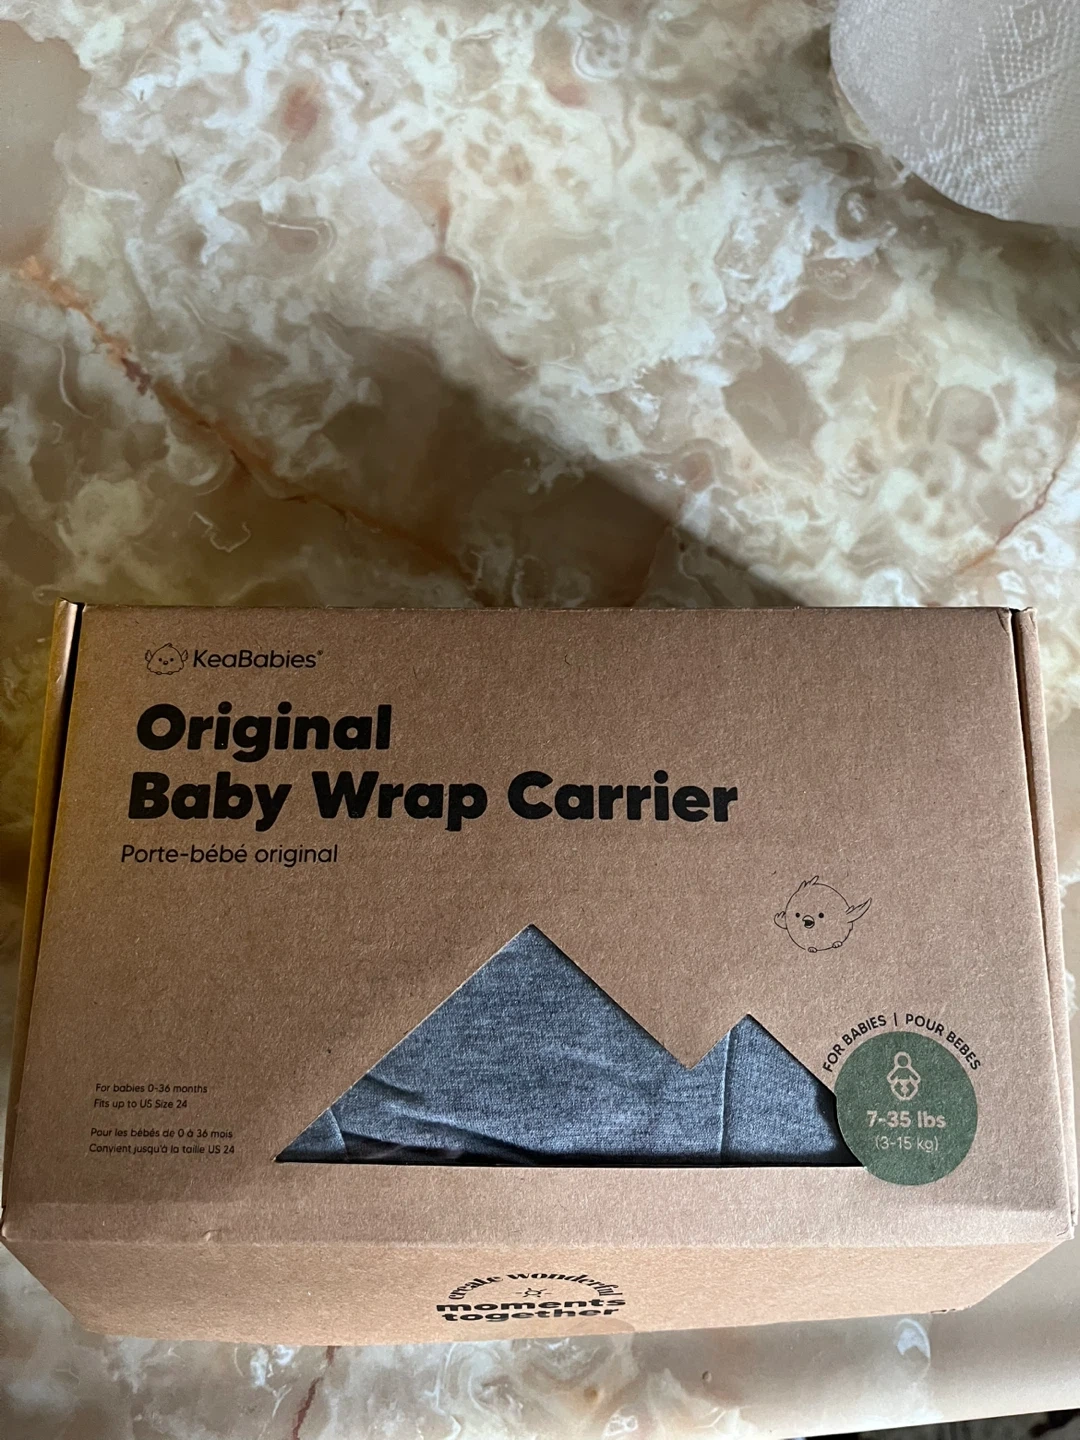 KeaBabies®
Original
Baby Wrap Carrier
Porte-bébé original
FOR BABIES | POUR BEBES
7-35 lbs
(3-15 kg)
For babies 0-36 months
Fits up to US Size 24
Pour les bébés de 0 à 36 mois
Convient jusqu'à la taille US 24
create wonderful
moments
together